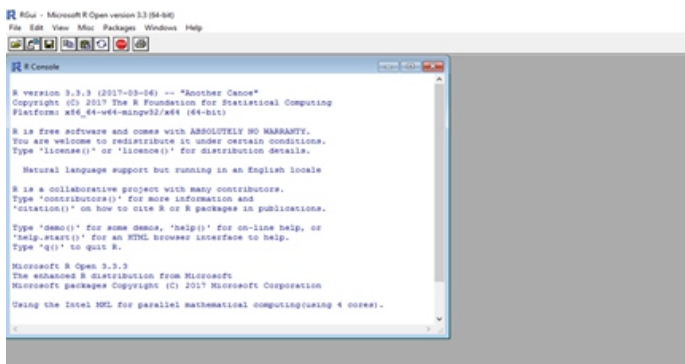 RGui - Microsoft R Open version 3.3 (64-bit)
File Edit View Misc Packages Windows Help
R Console
R version 3.3.3 (2017-03-06) -- "Another Canoe"
Copyright (C) 2017 The R Foundation for Statistical Computing
Platform: x86_64-w64-mingw32/x64 (64-bit)
R is free software and comes with ABSOLUTELY NO WARRANTY.
You are welcome to redistribute it under certain conditions.
Type 'license()' or 'licence()' for distribution details.
Natural language support but running in an English locale
R is a collaborative project with many contributors.
Type 'contributors()' for more information and
'citation()' on how to cite R or R packages in publications.
Type 'demo()' for some demos, 'help()' for on-line help, or
'help.start()' for an HTML browser interface to help.
Type 'q()' to quit R.
Microsoft R Open 3.3.3
The enhanced R distribution from Microsoft
Microsoft packages Copyright (C) 2017 Microsoft Corporation
Using the Intel MKL for parallel mathematical computing(using 4 cores).